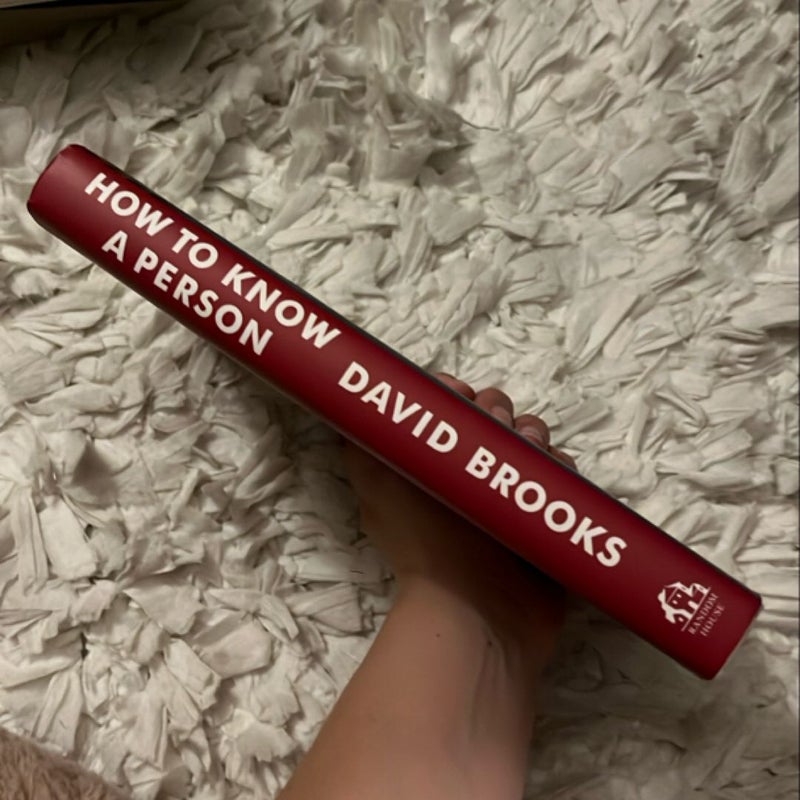 HOW TO KNOW
A PERSON
DAVID BROOKS
RANDOM
HOUSE